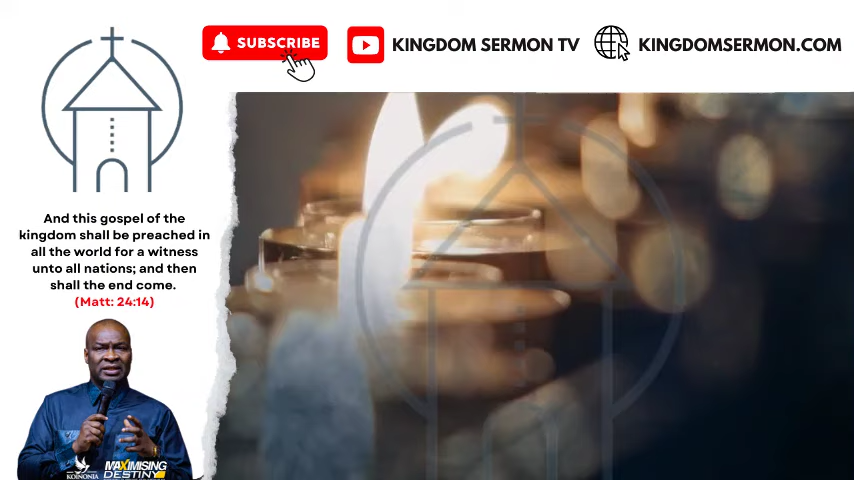 SUBSCRIBE
KINGDOM SERMON TV
KINGDOMSERMON.COM
And this gospel of the
kingdom shall be preached in
all the world for a witness
unto all nations; and then
shall the end come.
(Matt: 24:14)
KOINONIA
MAXIMISING
DESTINY